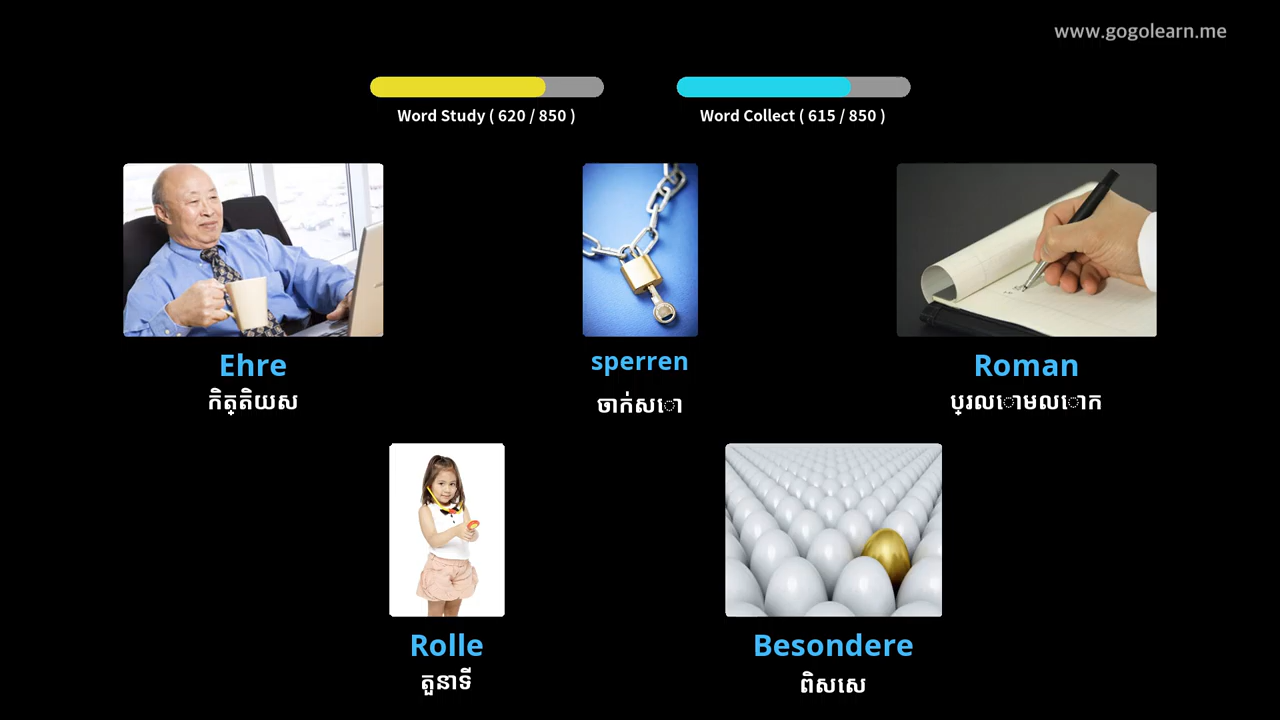 www.gogolearn.me
Word Study ( 620 / 850 )
Word Collect ( 615 / 850 )
Ehre
កិត្តិយស
sperren
ចាក់សោ
Roman
ប្រលោមលោក
Rolle
តួនាទី
Besondere
ពិសសេ